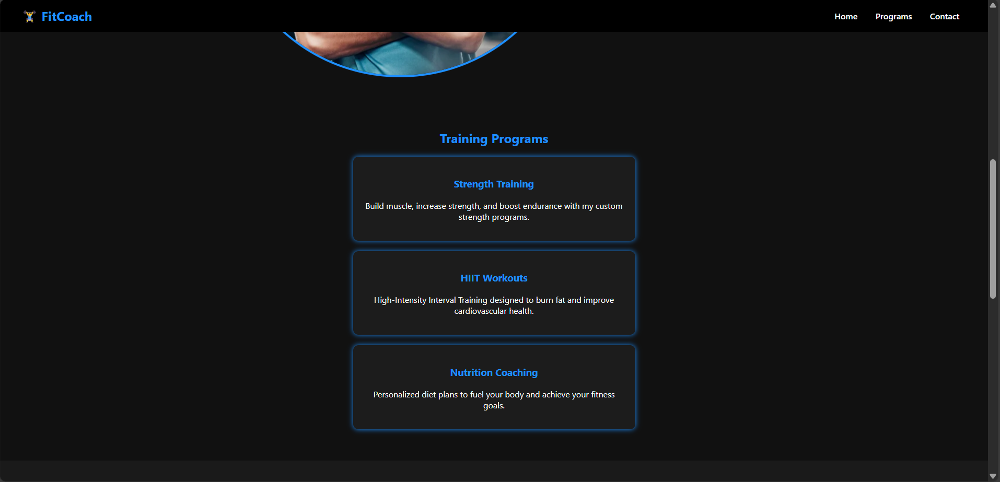 FitCoach
Home Programs Contact
Training Programs
Strength Training
Build muscle, increase strength, and boost endurance with my custom
strength programs.
HIIT Workouts
High-Intensity Interval Training designed to burn fat and improve
cardiovascular health.
Nutrition Coaching
Personalized diet plans to fuel your body and achieve your fitness
goals.